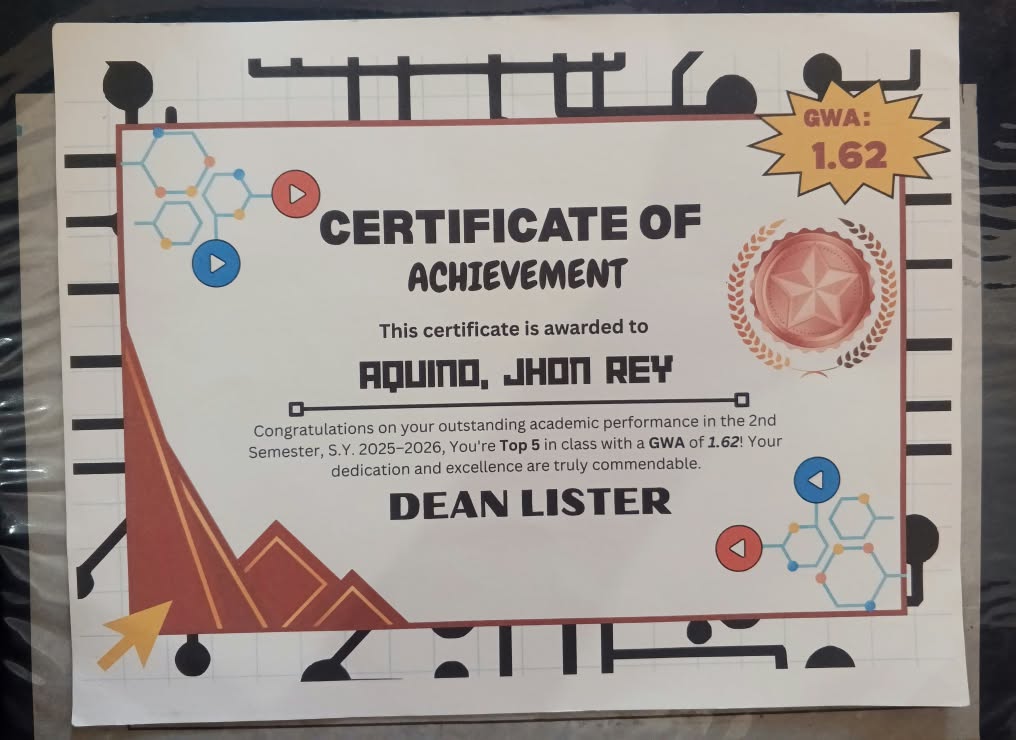 GWA:
1.62
CERTIFICATE OF
ACHIEVEMENT
This certificate is awarded to
AQUINO, JHON REY
Congratulations on your outstanding academic performance in the 2nd
Semester, S.Y. 2025–2026, You're Top 5 in class with a GWA of 1.62! Your
dedication and excellence are truly commendable.
DEAN LISTER